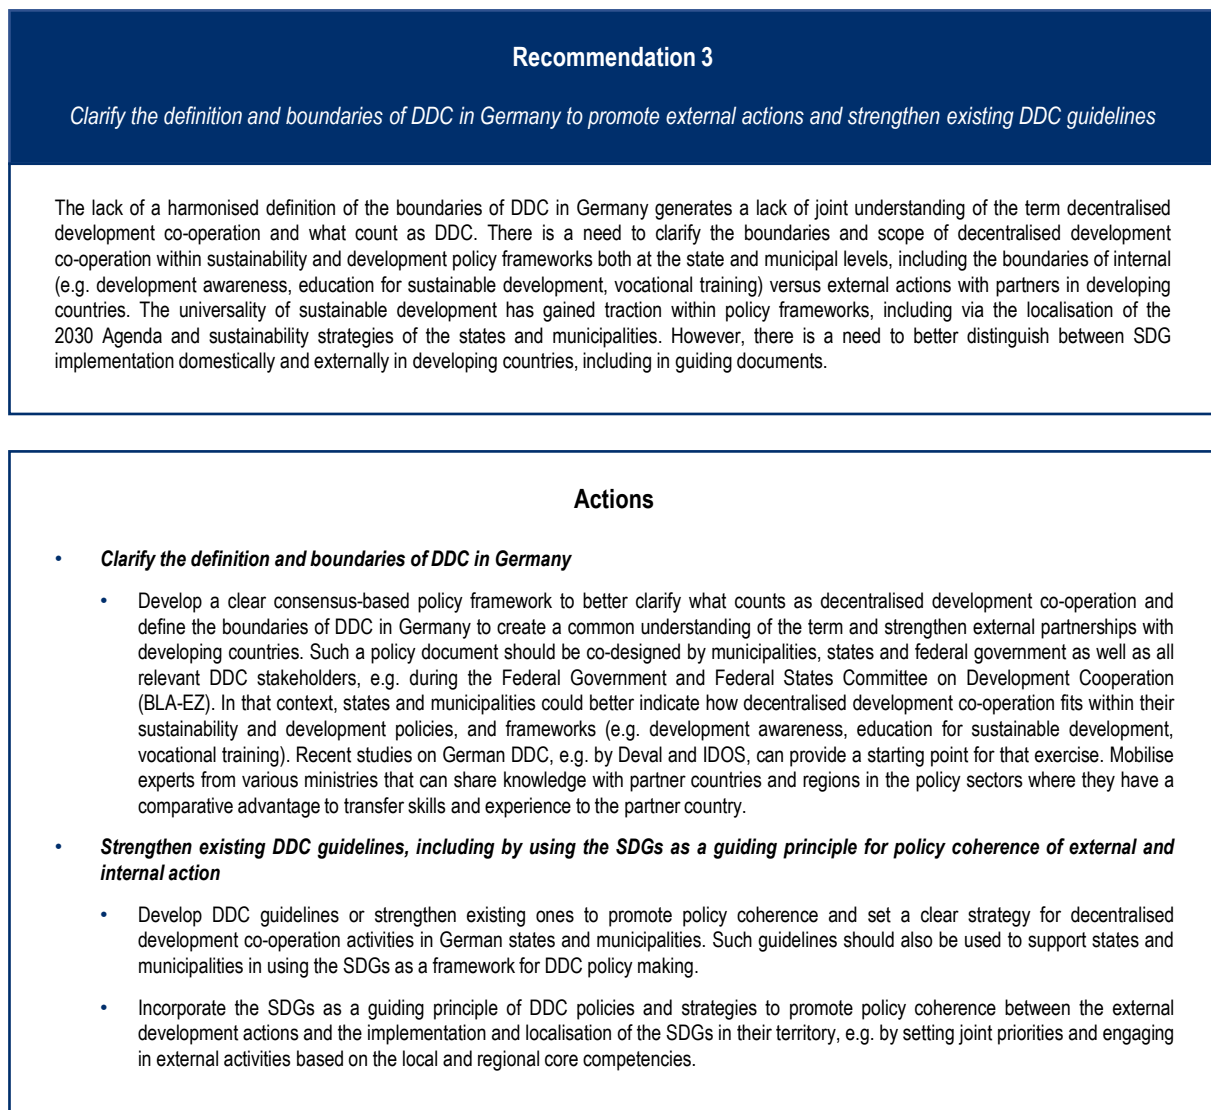 Recommendation 3
Clarify the definition and boundaries of DDC in Germany to promote external actions and strengthen existing DDC guidelines
The lack of a harmonised definition of the boundaries of DDC in Germany generates a lack of joint understanding of the term decentralised
development co-operation and what count as DDC. There is a need to clarify the boundaries and scope of decentralised development
co-operation within sustainability and development policy frameworks both at the state and municipal levels, including the boundaries of internal
(e.g. development awareness, education for sustainable development, vocational training) versus external actions with partners in developing
countries. The universality of sustainable development has gained traction within policy frameworks, including via the localisation of the
2030 Agenda and sustainability strategies of the states and municipalities. However, there is a need to better distinguish between SDG
implementation domestically and externally in developing countries, including in guiding documents.
Actions
• Clarify the definition and boundaries of DDC in Germany
• Develop a clear consensus-based policy framework to better clarify what counts as decentralised development co-operation and
define the boundaries of DDC in Germany to create a common understanding of the term and strengthen external partnerships with
developing countries. Such a policy document should be co-designed by municipalities, states and federal government as well as all
relevant DDC stakeholders, e.g. during the Federal Government and Federal States Committee on Development Cooperation
(BLA-EZ). In that context, states and municipalities could better indicate how decentralised development co-operation fits within their
sustainability and development policies, and frameworks (e.g. development awareness, education for sustainable development,
vocational training). Recent studies on German DDC, e.g. by Deval and IDOS, can provide a starting point for that exercise. Mobilise
experts from various ministries that can share knowledge with partner countries and regions in the policy sectors where they have a
comparative advantage to transfer skills and experience to the partner country.
• Strengthen existing DDC guidelines, including by using the SDGs as a guiding principle for policy coherence of external and
internal action
• Develop DDC guidelines or strengthen existing ones to promote policy coherence and set a clear strategy for decentralised
development co-operation activities in German states and municipalities. Such guidelines should also be used to support states and
municipalities in using the SDGs as a framework for DDC policy making.
• Incorporate the SDGs as a guiding principle of DDC policies and strategies to promote policy coherence between the external
development actions and the implementation and localisation of the SDGs in their territory, e.g. by setting joint priorities and engaging
in external activities based on the local and regional core competencies.